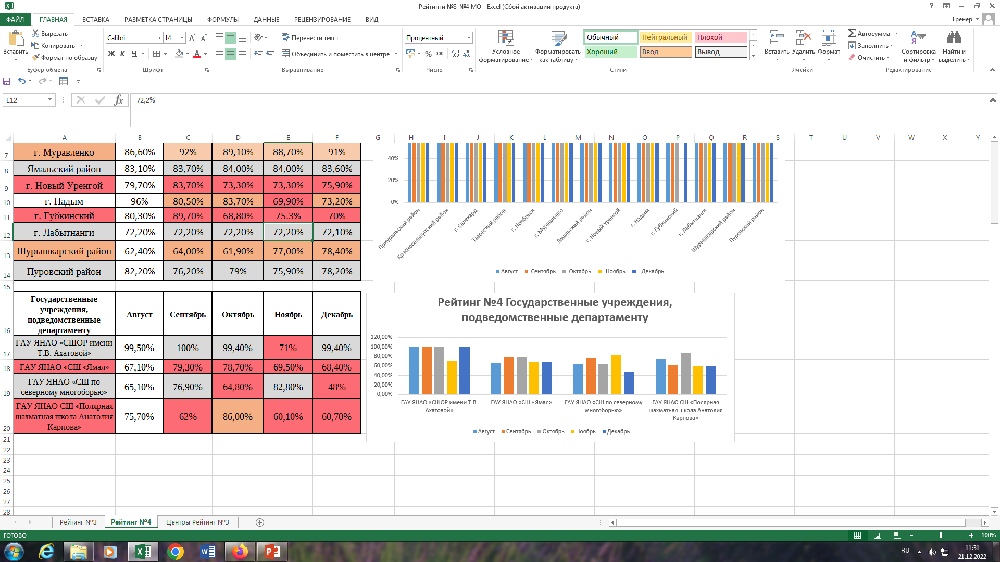 Рейтинги №3-№4 МО - Excel (Сбой активации продукта)
ФАЙЛ ГЛАВНАЯ ВСТАВКА РАЗМЕТКА СТРАНИЦЫ ФОРМУЛЫ ДАННЫЕ РЕЦЕНЗИРОВАНИЕ ВИД Тренер
Вставить
Вырезать
Копировать
Формат по образцу
Буфер обмена
Calibri 14
Ж К Ч
Шрифт
Перенести текст
Объединить и поместить в центре
Выравнивание
Процентный
% 000
Число
Условное
форматирование
Форматировать
как таблицу
Обычный Нейтральный Плохой
Хороший Ввод Вывод
Стили
Вставить Удалить Формат
Ячейки
Автосумма
Заполнить
Очистить
Сортировка
и фильтр
Найти и
выделить
Редактирование
E12 fx 72,2%
A B C D E F G H I J K L M N O P Q R S T U V W X Y
7 г. Муравленко 86,60% 92% 89,10% 88,70% 91%
8 Ямальский район 83,10% 83,70% 84,00% 84,00% 83,60%
9 г. Новый Уренгой 79,70% 83,70% 73,30% 73,30% 75,90%
10 г. Надым 96% 80,50% 83,70% 69,90% 73,20%
11 г. Губкинский 80,30% 89,70% 68,80% 75.3% 70%
12 г. Лабытнанги 72,20% 72,20% 72,20% 72,20% 72,10%
13 Шурышкарский район 62,40% 64,00% 61,90% 77,00% 78,40%
14 Пуровский район 82,20% 76,20% 79% 75,90% 78,20%
15
40%
20%
0%
Приуральский район
Красноселькупский район
г. Салехард
Тазовский район
г. Ноябрьск
г. Муравленко
Ямальский район
г. Новый Уренгой
г. Надым
г. Губкинский
г. Лабытнанги
Шурышкарский район
Пуровский район
Август Сентябрь Октябрь Ноябрь Декабрь
Государственные
учреждения,
подведомственные
департаменту
16 Август Сентябрь Октябрь Ноябрь Декабрь
ГАУ ЯНАО «СШОР имени
Т.В. Ахатовой»
17 99,50% 100% 99,40% 71% 99,40%
18 ГАУ ЯНАО «СШ «Ямал» 67,10% 79,30% 78,70% 69,50% 68,40%
ГАУ ЯНАО «СШ по
северному многоборью»
19 65,10% 76,90% 64,80% 82,80% 48%
ГАУ ЯНАО СШ «Полярная
шахматная школа Анатолия
Карпова»
20 75,70% 62% 86,00% 60,10% 60,70%
21
22
23
24
25
26
27
28
Рейтинг №4 Государственные учреждения,
подведомственные департаменту
120,00%
100,00%
80,00%
60,00%
40,00%
20,00%
0,00%
ГАУ ЯНАО «СШОР имени Т.В.
Ахатовой»
ГАУ ЯНАО «СШ «Ямал»
ГАУ ЯНАО «СШ по северному
многоборью»
ГАУ ЯНАО СШ «Полярная
шахматная школа Анатолия
Карпова»
Август Сентябрь Октябрь Ноябрь Декабрь
Рейтинг №3 Рейтинг №4 Центры Рейтинг №3
ГОТОВО 100%
RU 11:31
21.12.2022